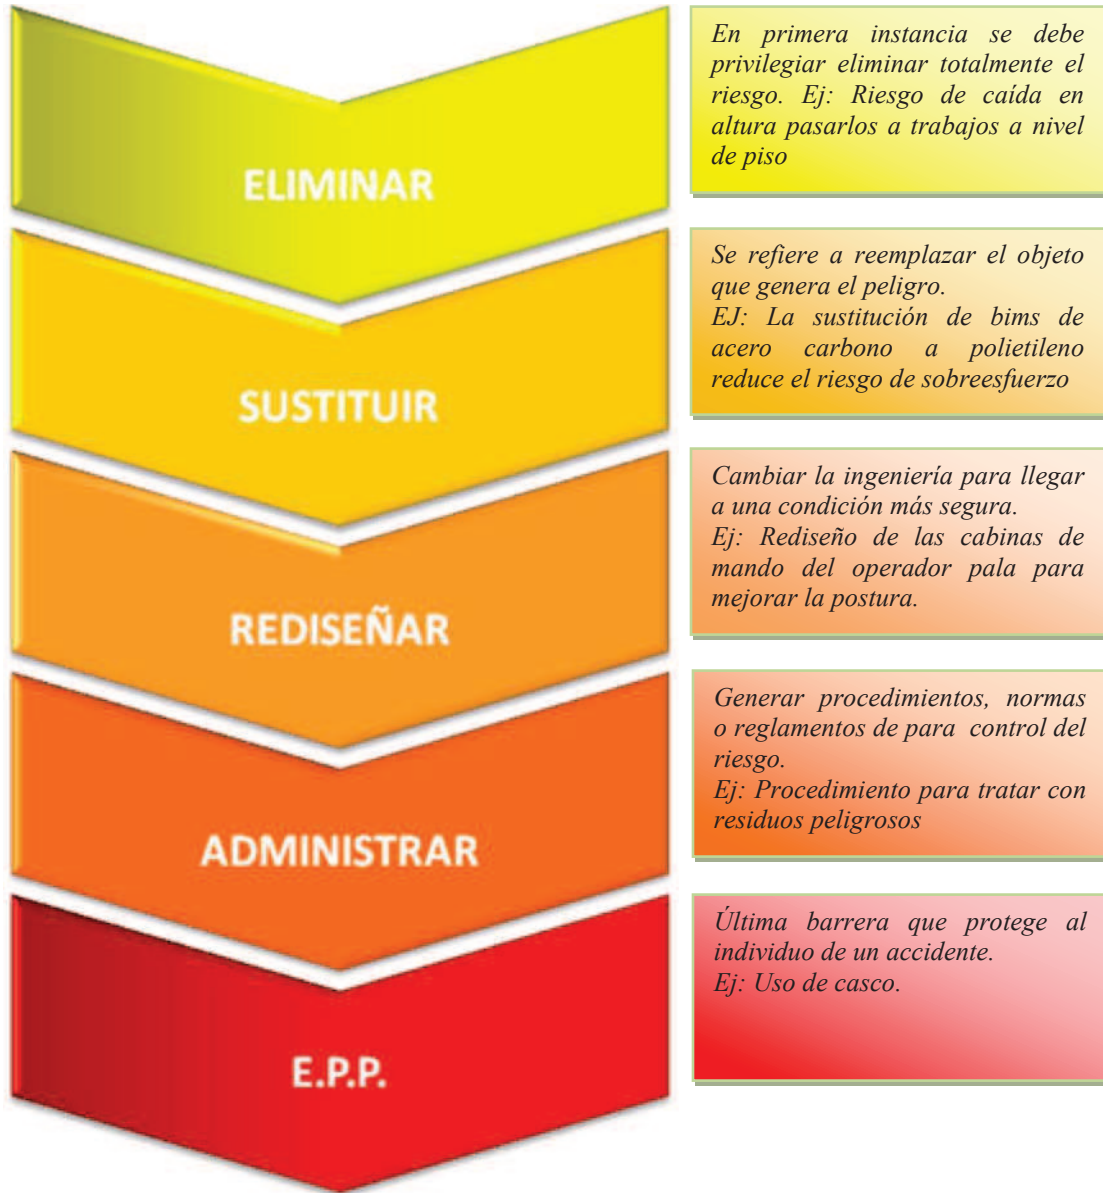 ELIMINAR
En primera instancia se debe
privilegiar eliminar totalmente el
riesgo. Ej: Riesgo de caída en
altura pasarlos a trabajos a nivel
de piso
SUSTITUIR
Se refiere a reemplazar el objeto
que genera el peligro.
EJ: La sustitución de bims de
acero carbono a polietileno
reduce el riesgo de sobreesfuerzo
REDISEÑAR
Cambiar la ingeniería para llegar
a una condición más segura.
Ej: Rediseño de las cabinas de
mando del operador pala para
mejorar la postura.
ADMINISTRAR
Generar procedimientos, normas
o reglamentos de para control del
riesgo.
Ej: Procedimiento para tratar con
residuos peligrosos
E.P.P.
Última barrera que protege al
individuo de un accidente.
Ej: Uso de casco.